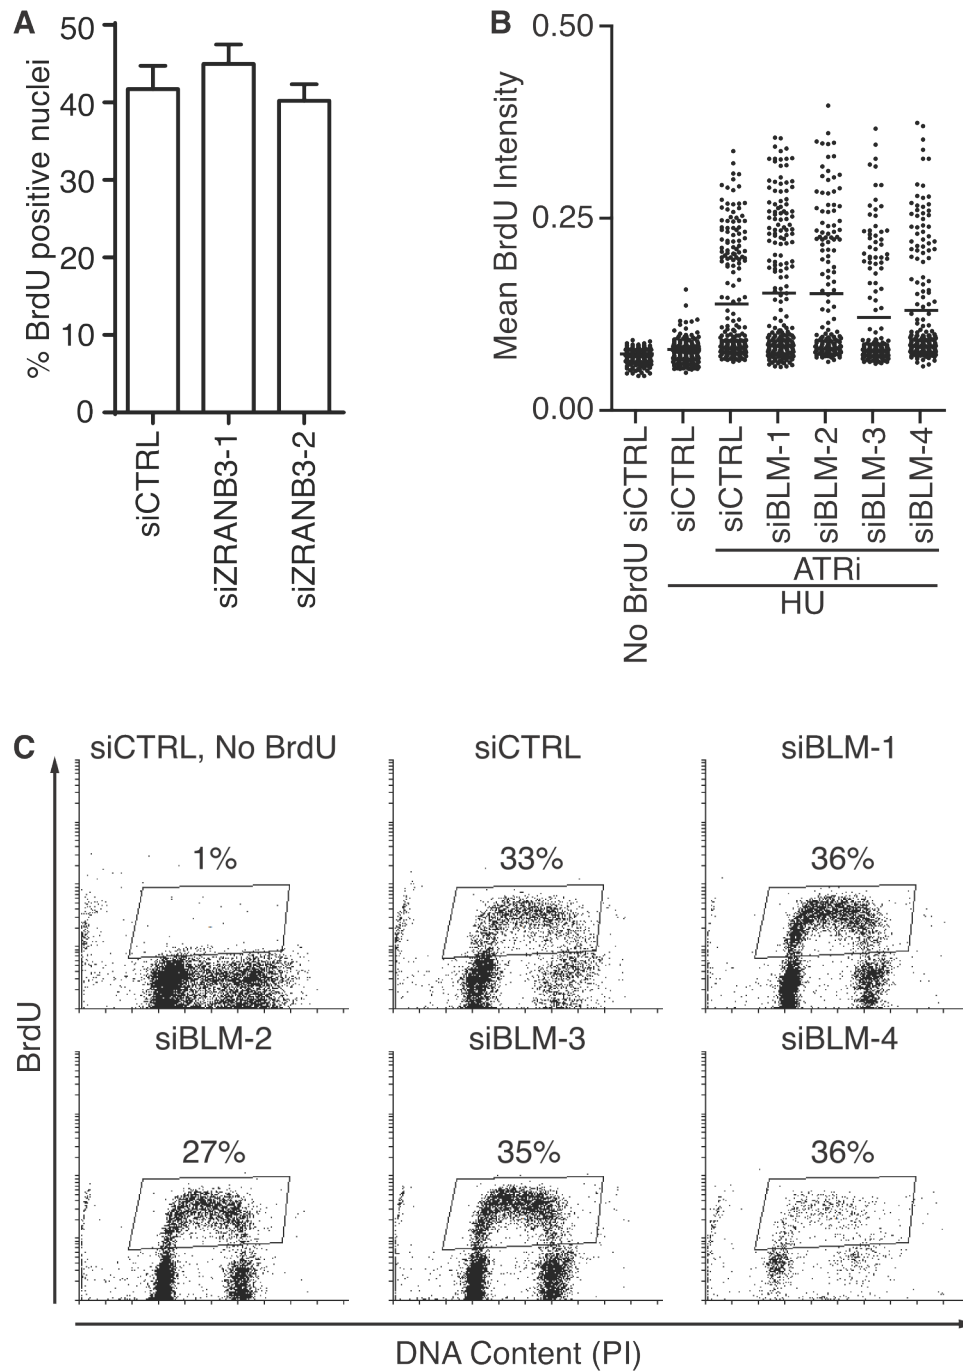 A
% BrdU positive nuclei
50
40
30
20
10
0
siCTRL
siZRANB3-1
siZRANB3-2
B
Mean BrdU Intensity
0.50
0.25
0.00
No BrdU siCTRL
siCTRL
siCTRL
siBLM-1
siBLM-2
siBLM-3
siBLM-4
ATRi
HU
C
siCTRL, No BrdU
siCTRL
siBLM-1
1%
33%
36%
siBLM-2
siBLM-3
siBLM-4
27%
35%
36%
BrdU
DNA Content (PI)